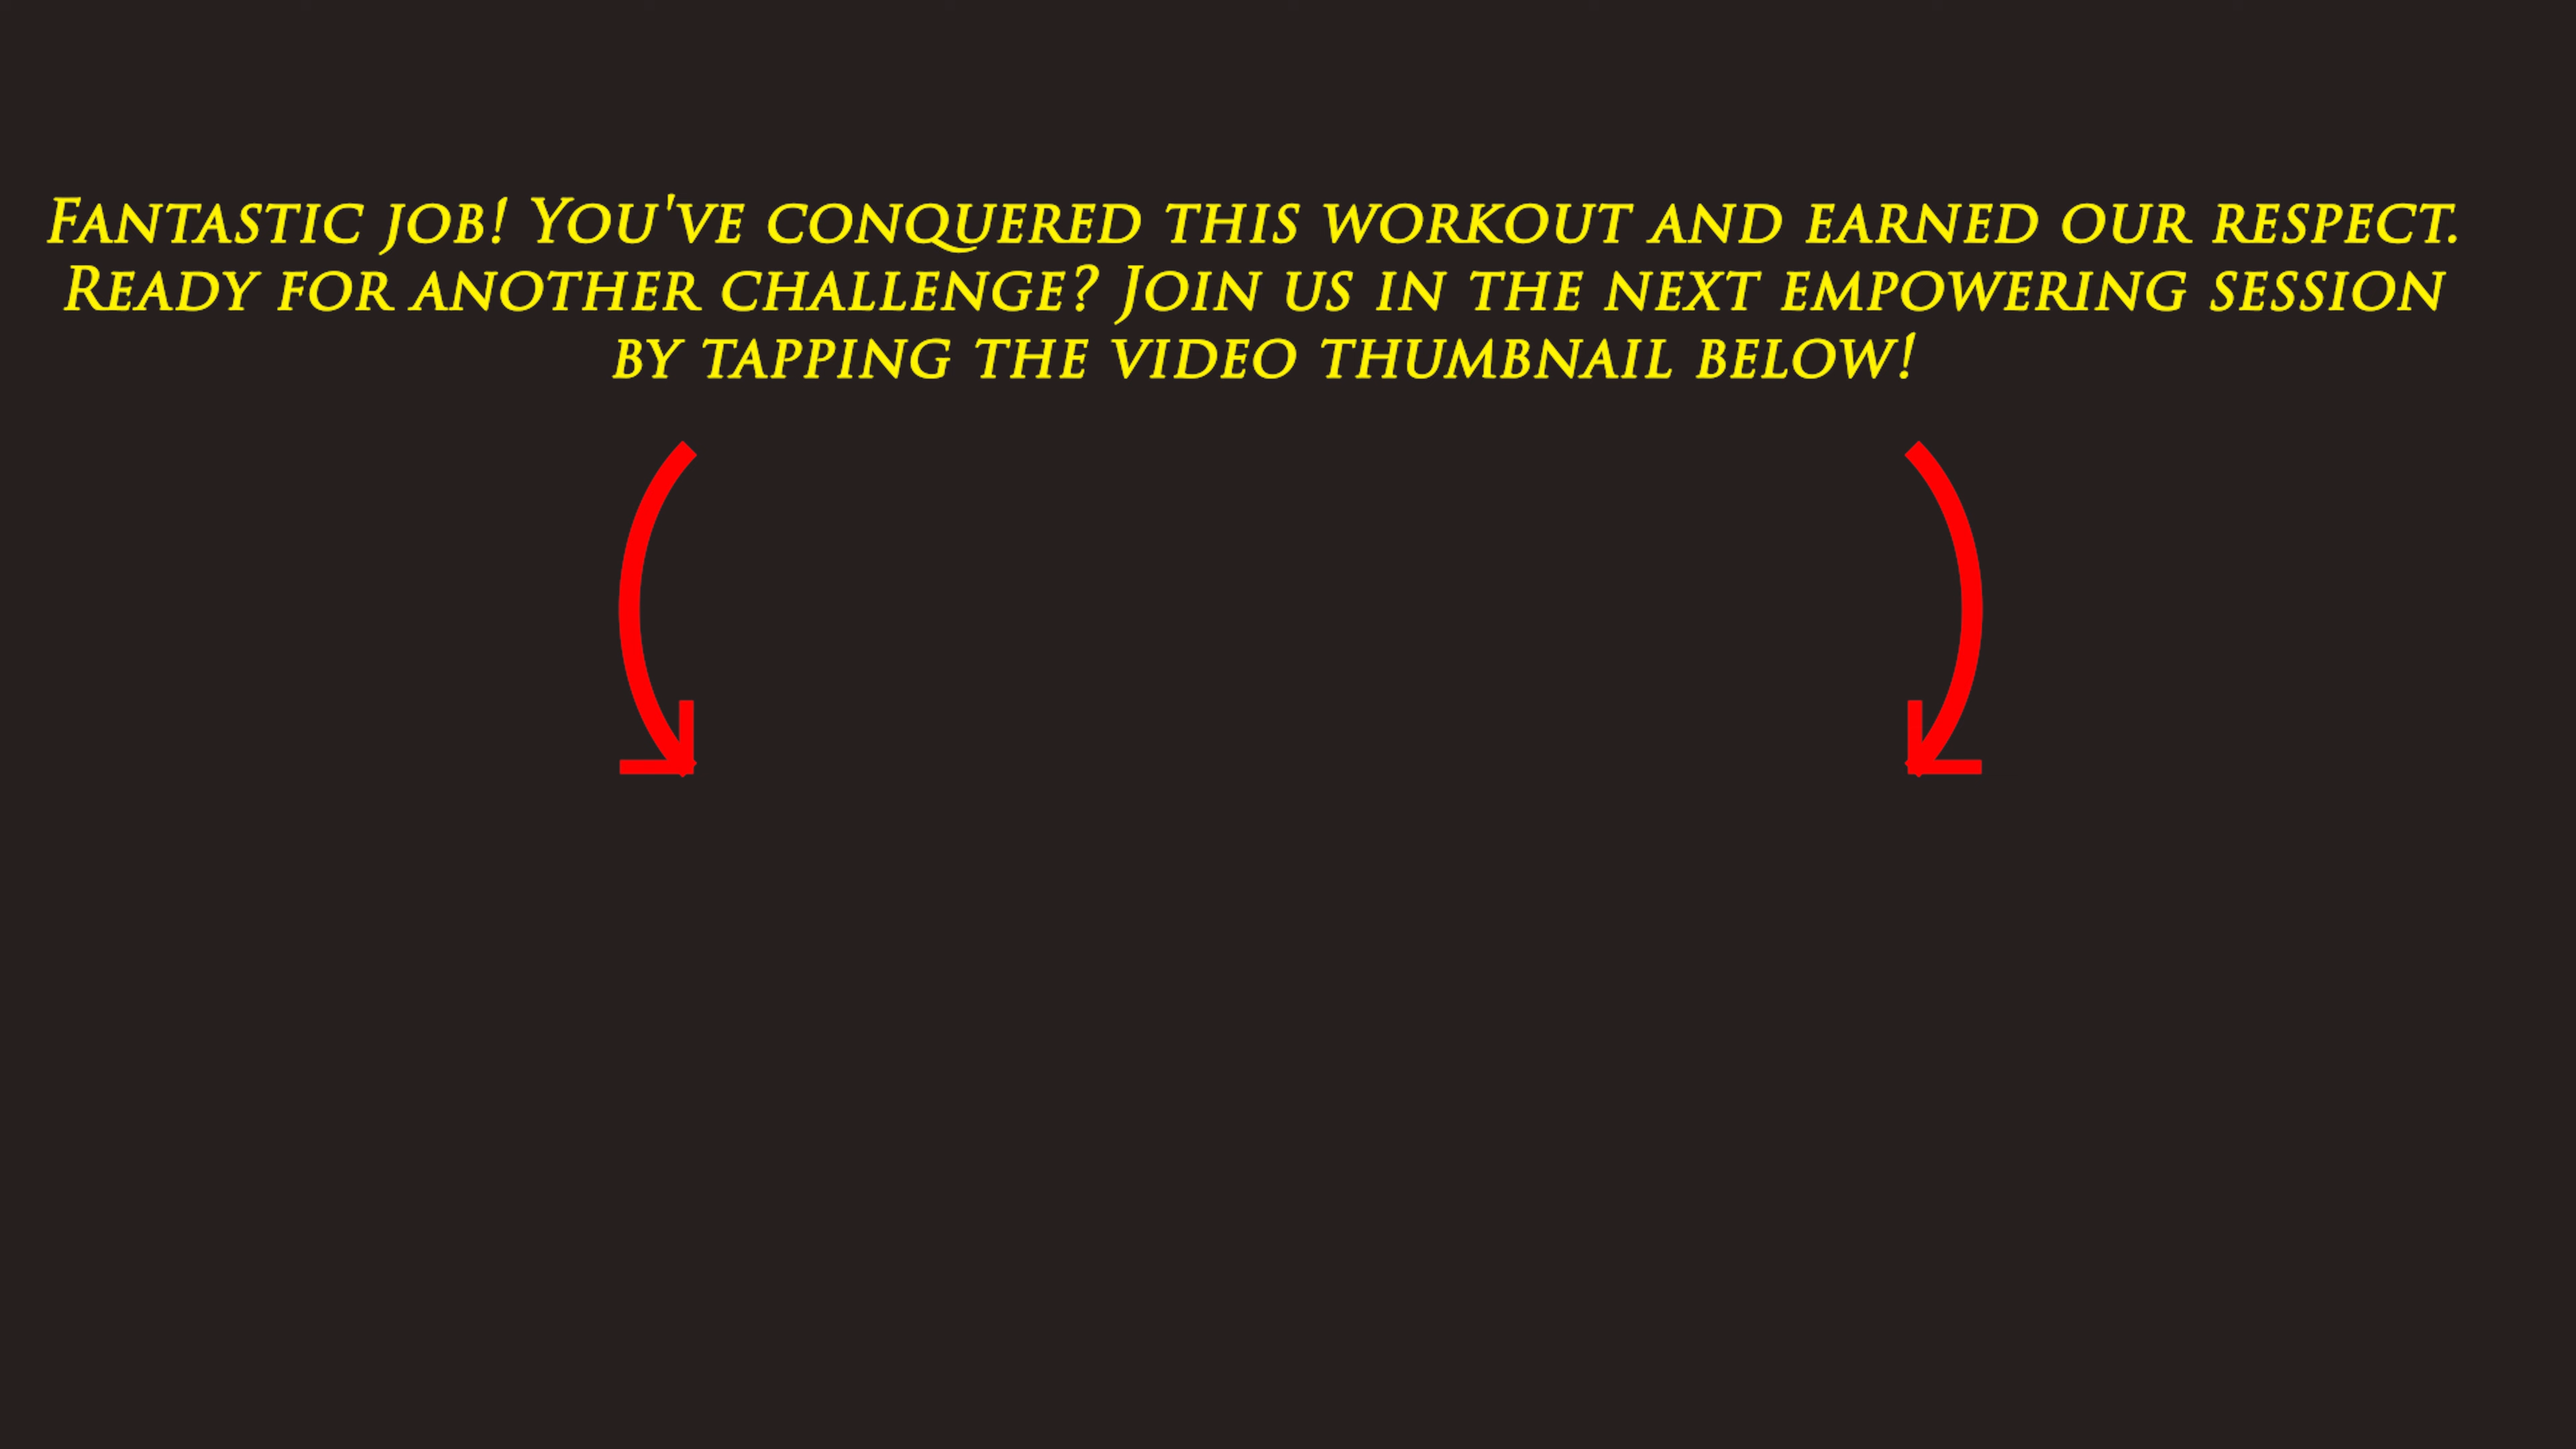 Fantastic job! You've conquered this workout and earned our respect.
Ready for another challenge? Join us in the next empowering session
by tapping the video thumbnail below!